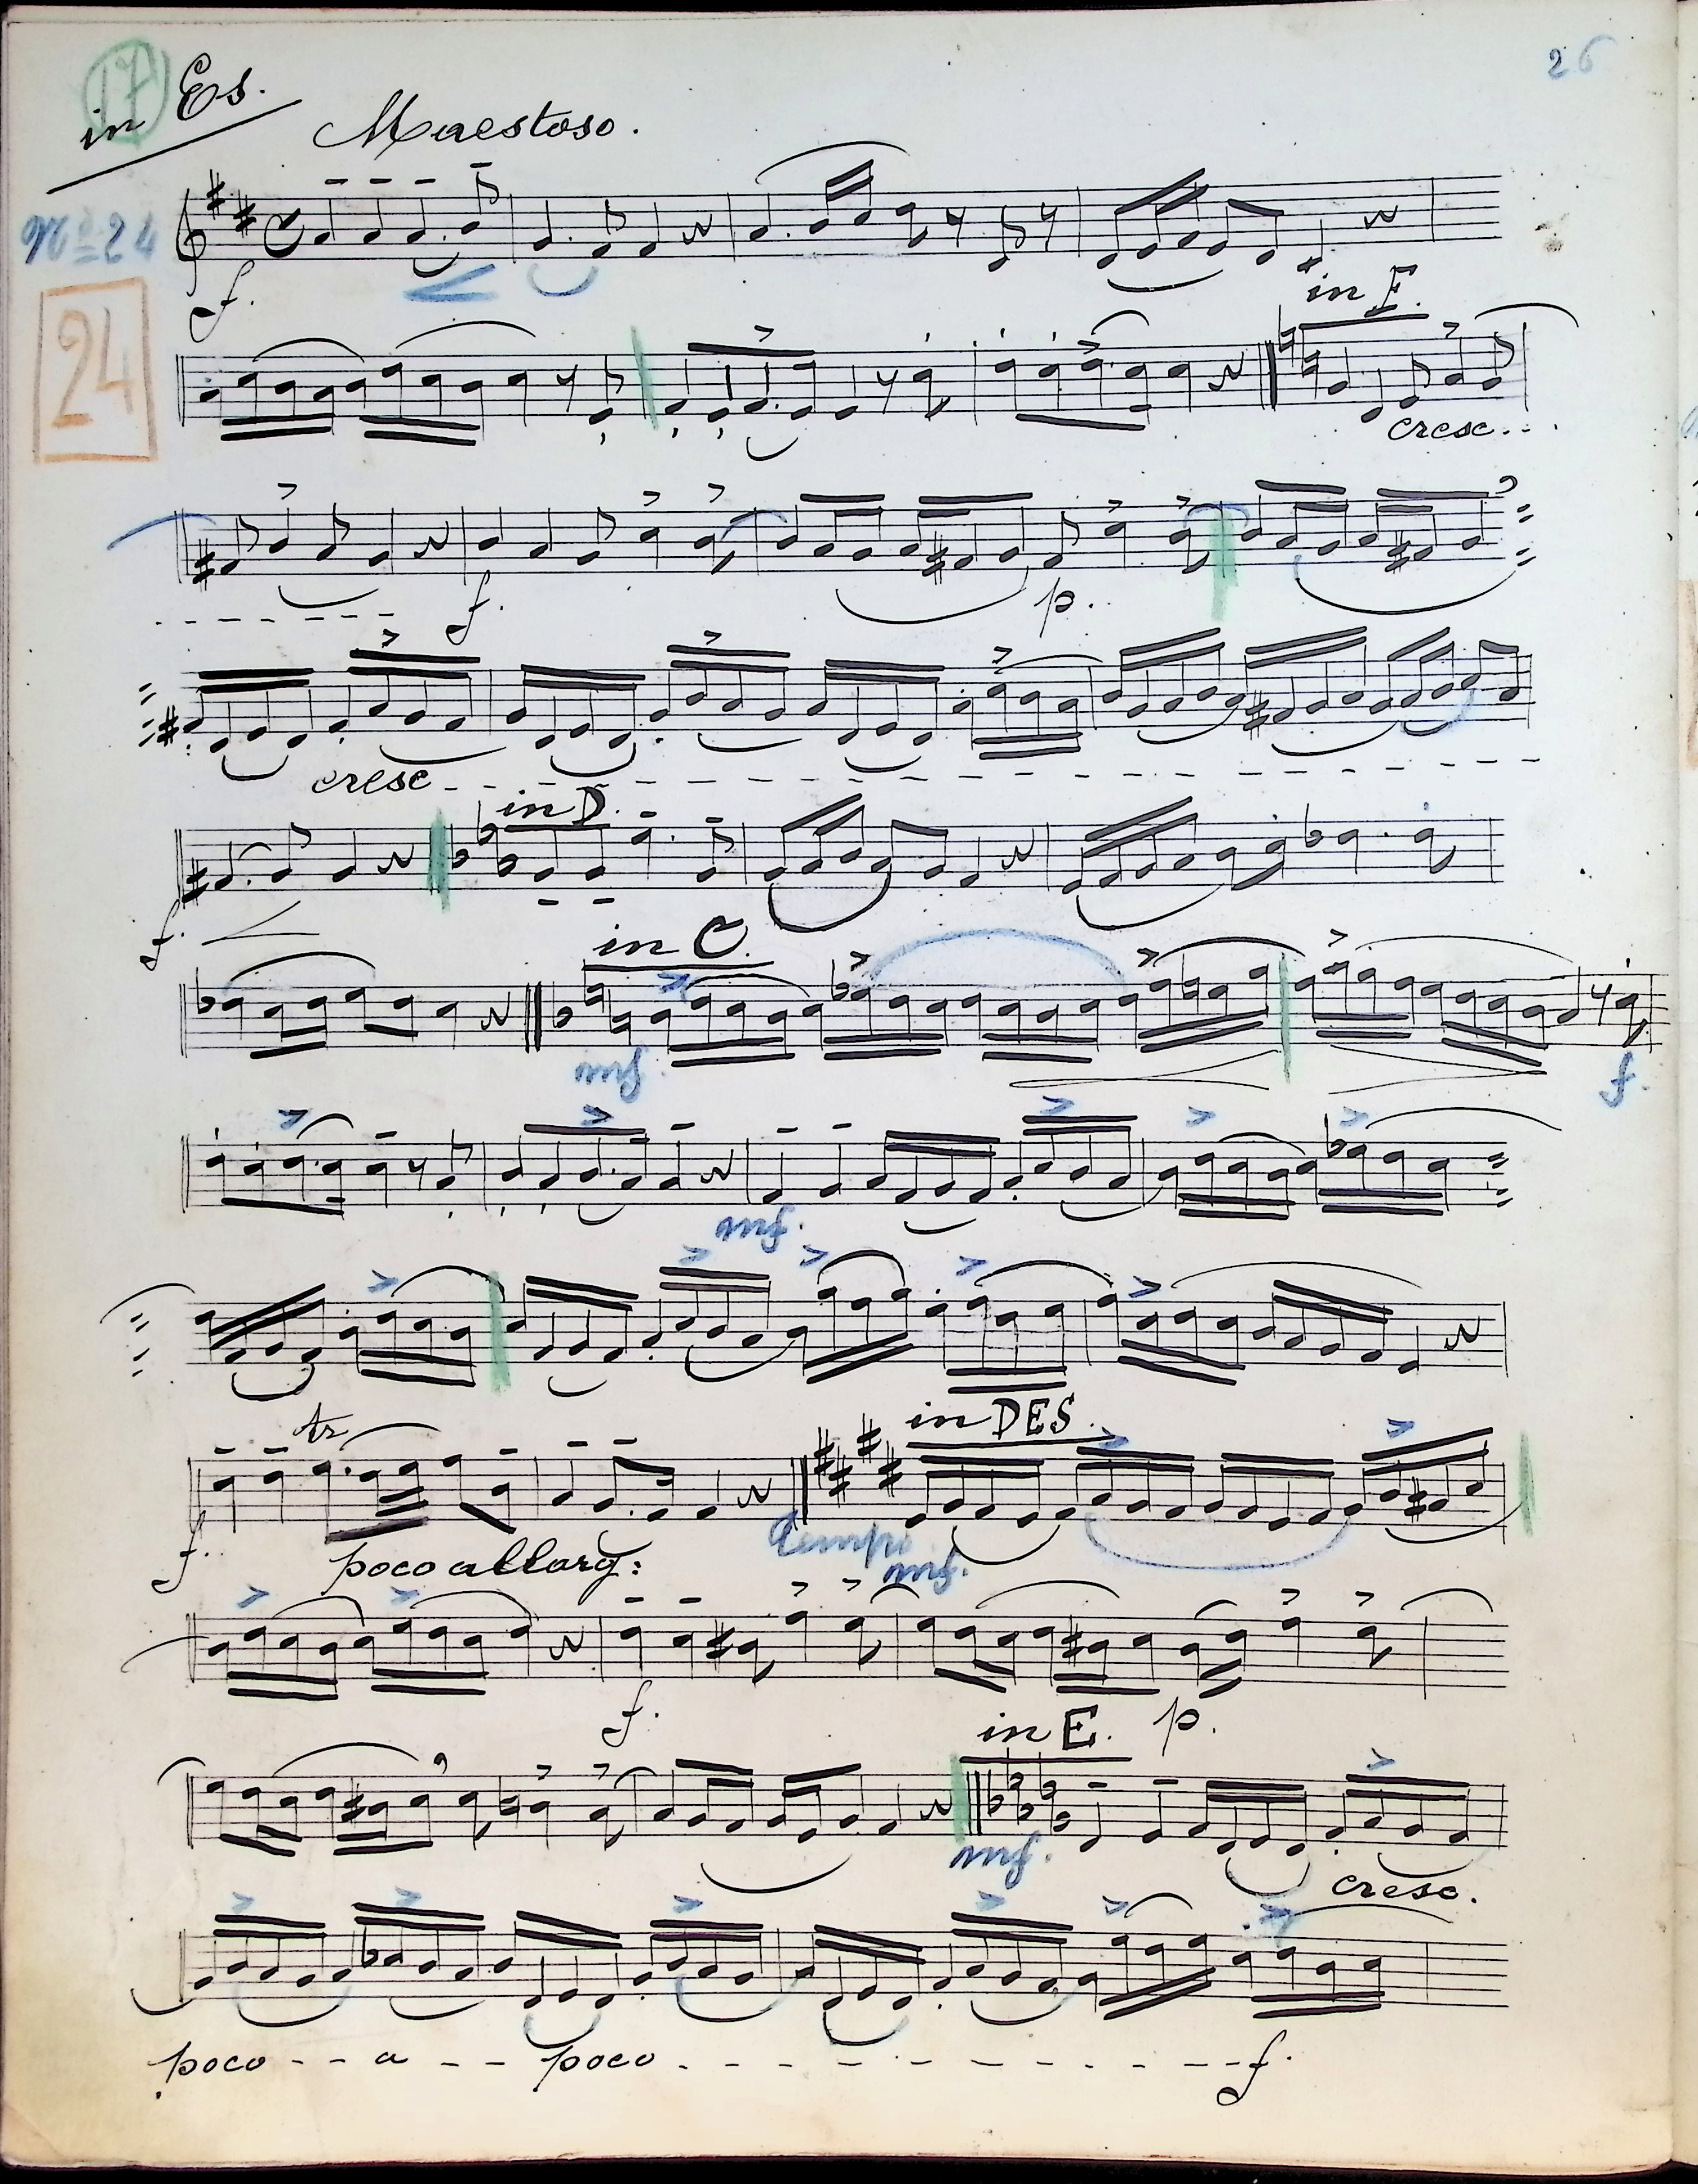 26
17
in Es.
Maestoso.
Nº 24
f.
24
in F.
cresc...
f. p..
cresc
in D.
f.
in C.
mf.
f.
mf.
tr
in DES.
f.
poco allarg:
Tempo
mf.
f. p.
in E.
mf.
cresc.
poco - - a - - poco - - - - - - - - f.